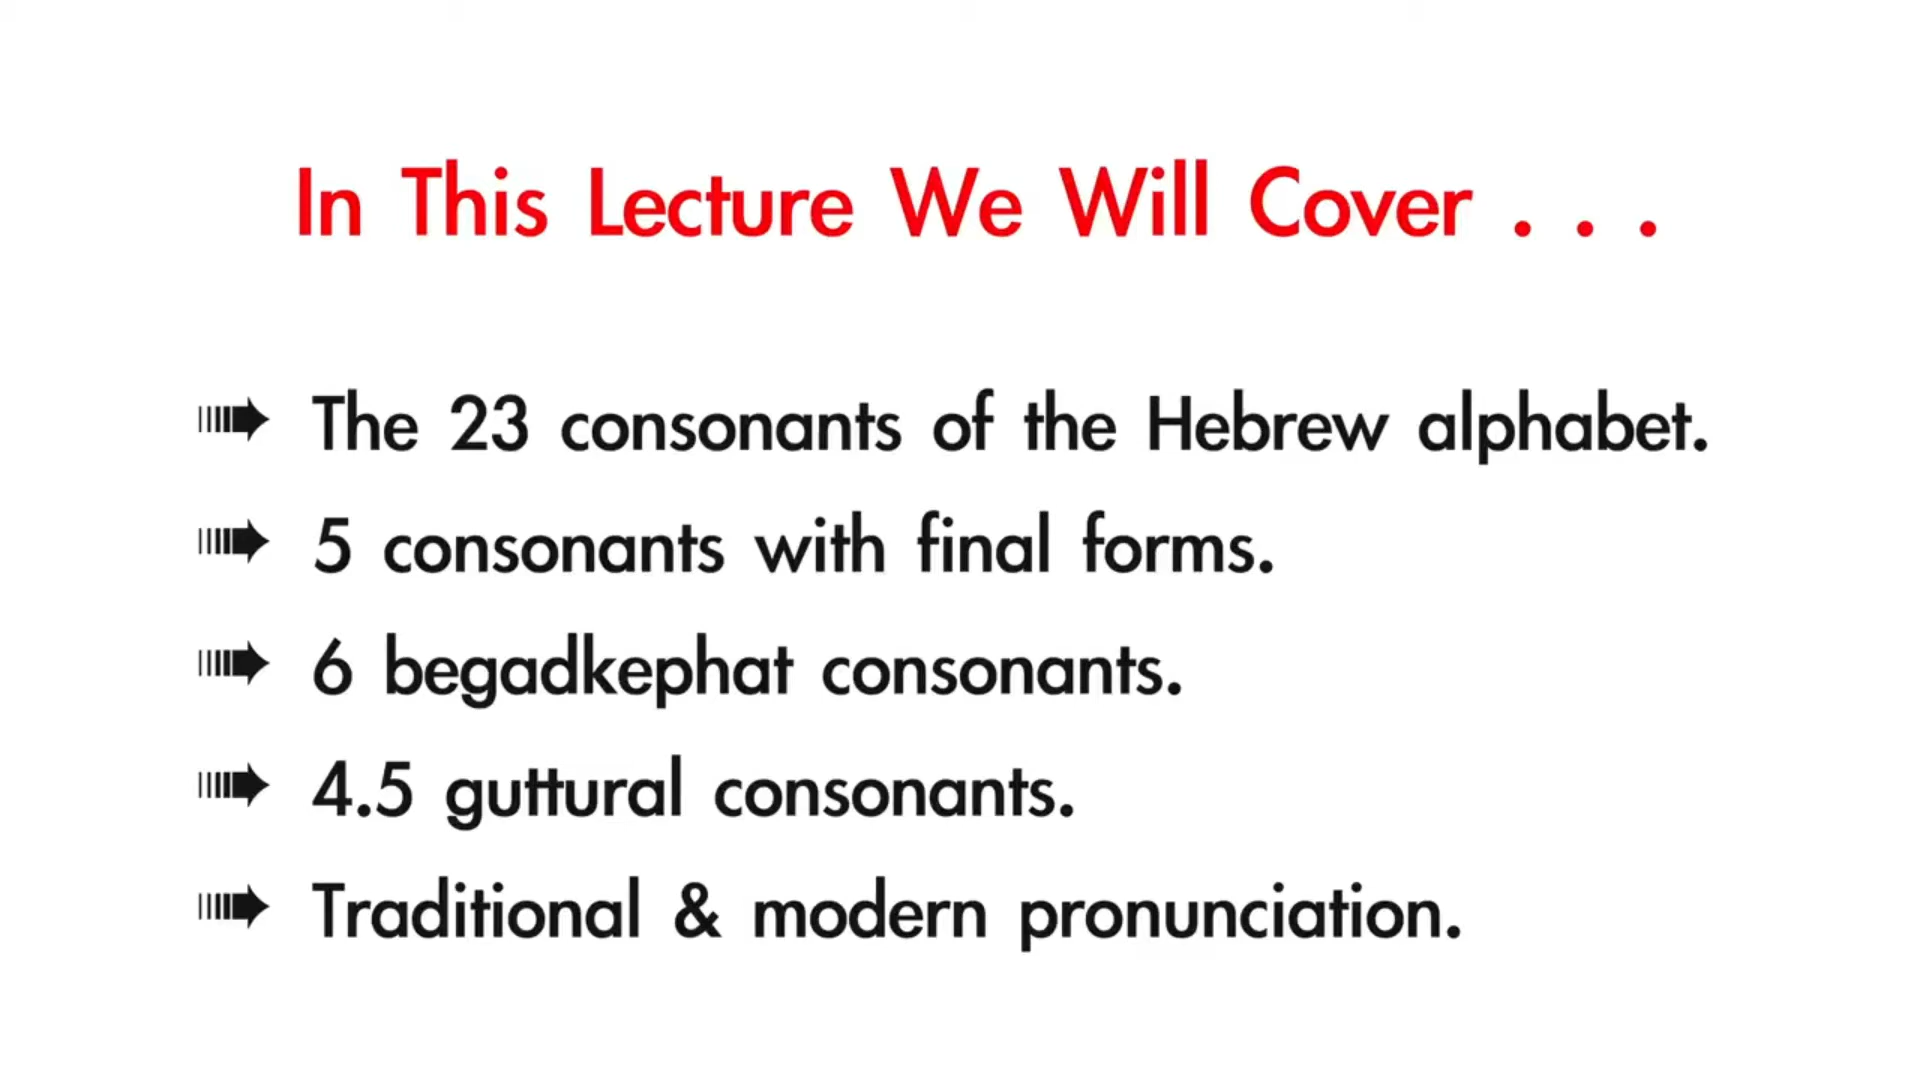 In This Lecture We Will Cover . . .
➠ The 23 consonants of the Hebrew alphabet.
➠ 5 consonants with final forms.
➠ 6 begadkephat consonants.
➠ 4.5 guttural consonants.
➠ Traditional & modern pronunciation.